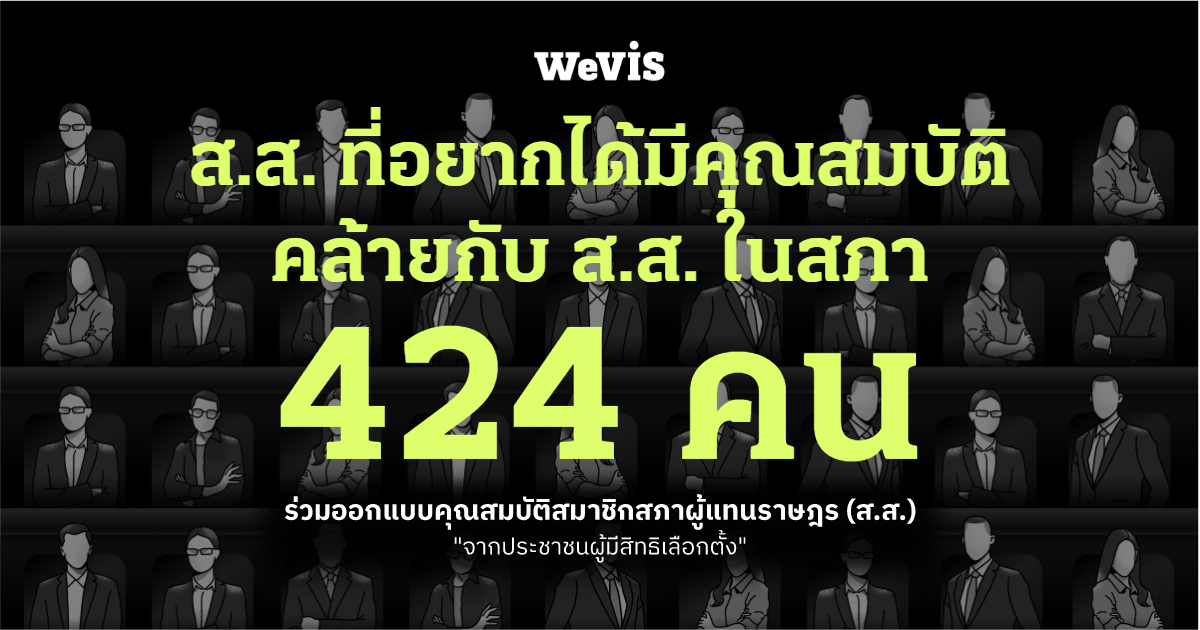 WeVIS
ส.ส. ที่อยากได้มีคุณสมบัติ
คล้ายกับ ส.ส. ในสภา
424 คน
ร่วมออกแบบคุณสมบัติสมาชิกสภาผู้แทนราษฎร (ส.ส.)
"จากประชาชนผู้มีสิทธิเลือกตั้ง"